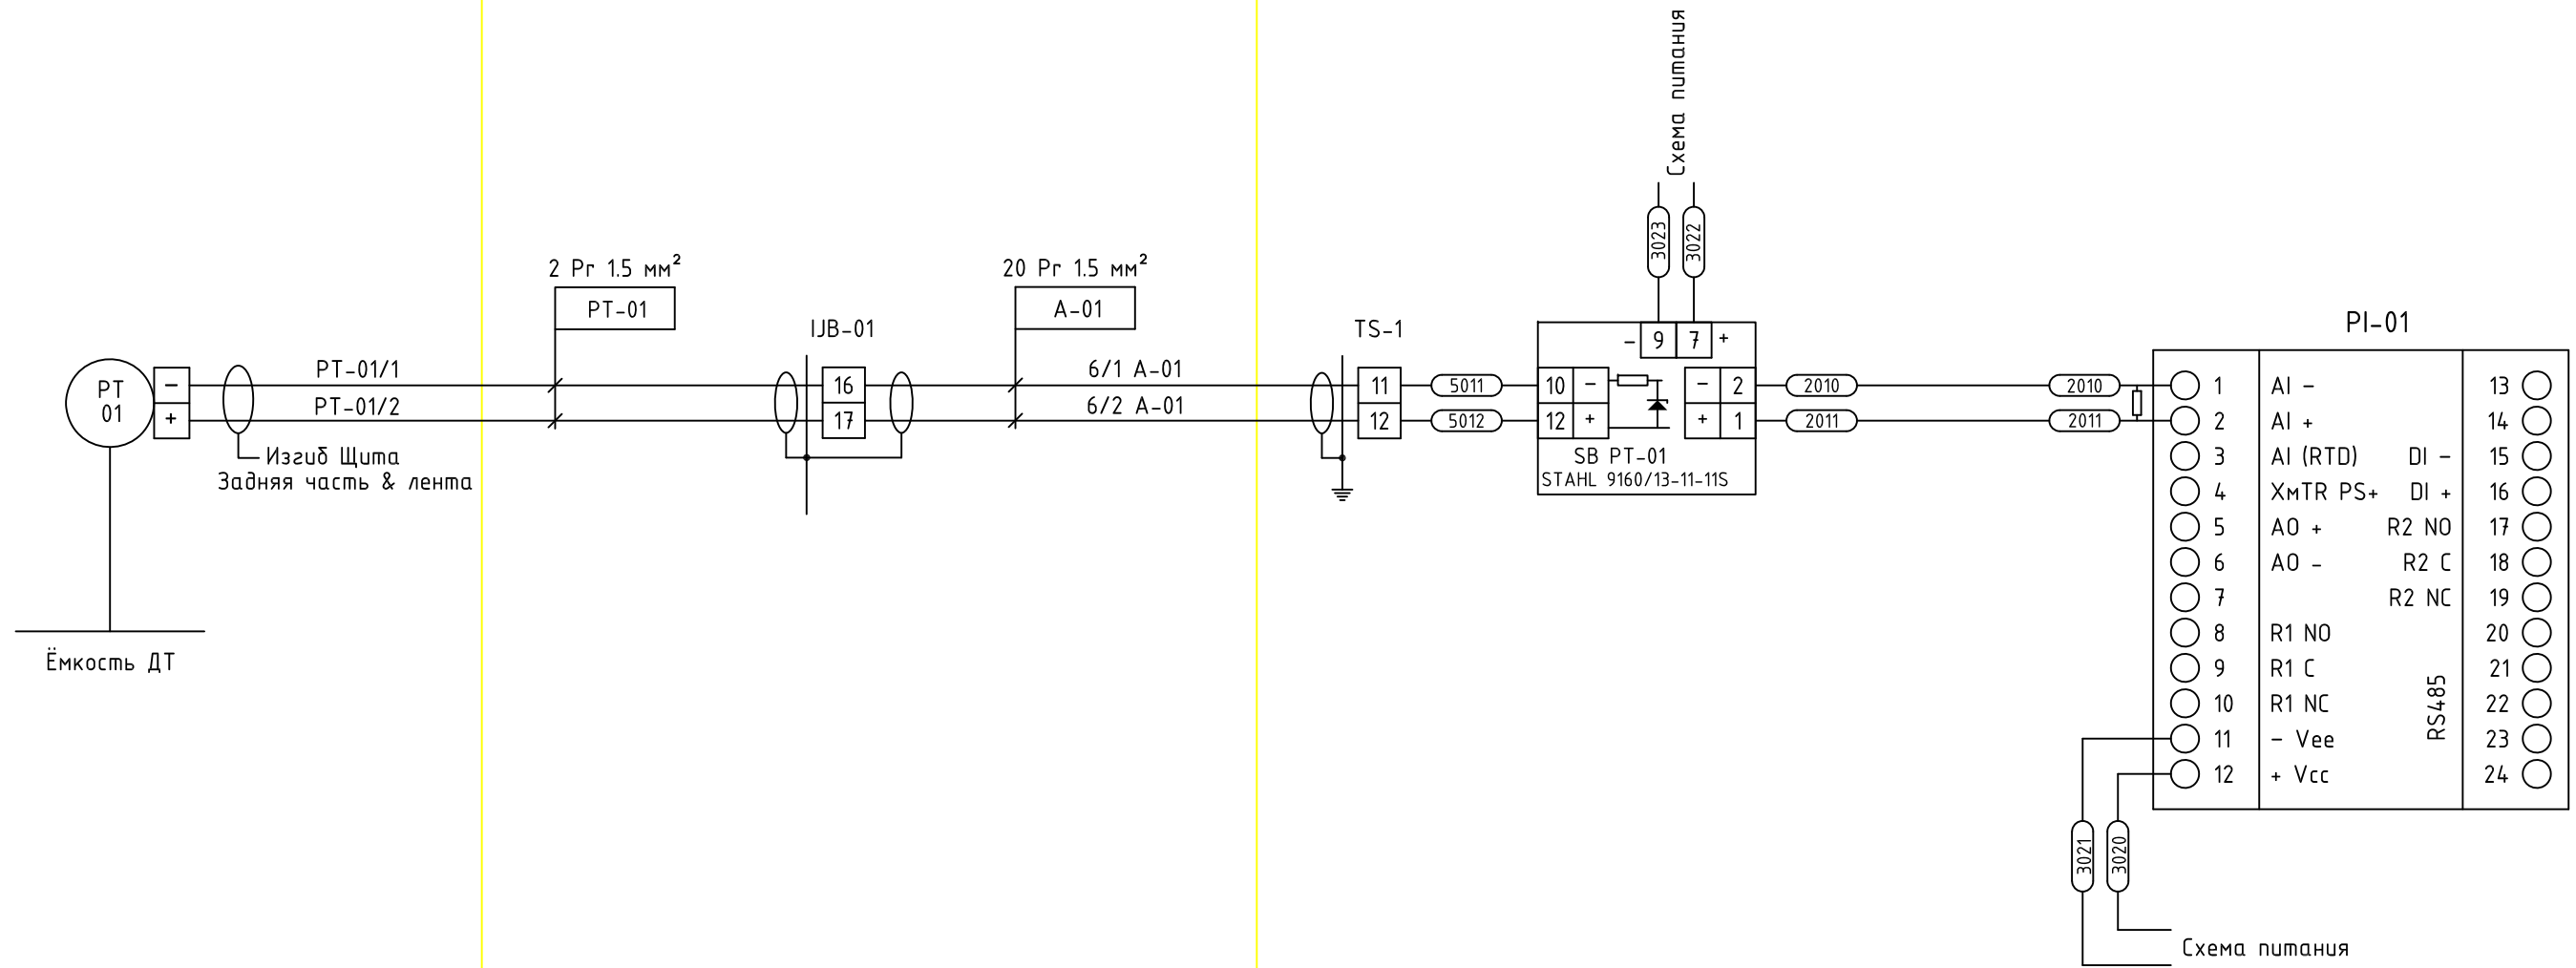 Схема питания
3023
3022
2 Pr 1.5 мм²
PT-01
20 Pr 1.5 мм²
A-01
IJB-01
TS-1
PI-01
- 9 7 +
PT
01
-
+
PT-01/1
PT-01/2
16
17
6/1 A-01
6/2 A-01
11
12
5011
5012
10 -
12 +
- 2
+ 1
2010
2011
2010
2011
Изгиб Щита
Задняя часть & лента
SB PT-01
STAHL 9160/13-11-11S
Ёмкость ДТ
1 AI - 13
2 AI + 14
3 AI (RTD) DI - 15
4 XмTR PS+ DI + 16
5 AO + R2 NO 17
6 AO - R2 C 18
7 R2 NC 19
8 R1 NO 20
9 R1 C 21
10 R1 NC 22
11 - Vee 23
12 + Vcc 24
RS485
3021
3020
Схема питания